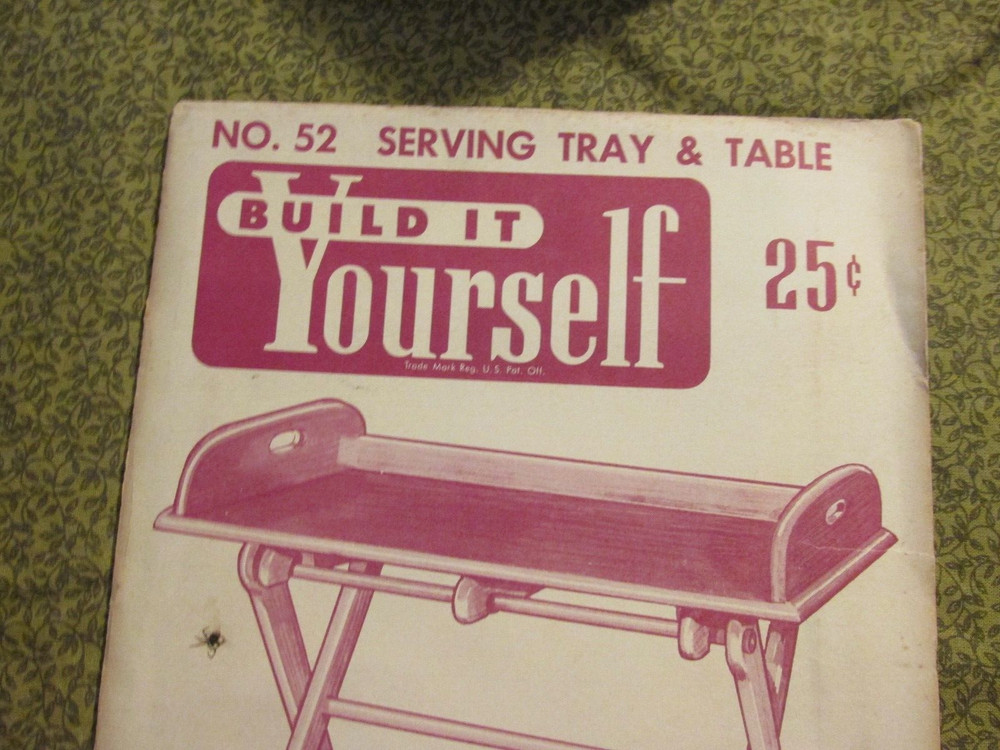 NO. 52 SERVING TRAY & TABLE
BUILD IT
Yourself
25¢
Trade Mark Reg. U.S. Pat. Off.